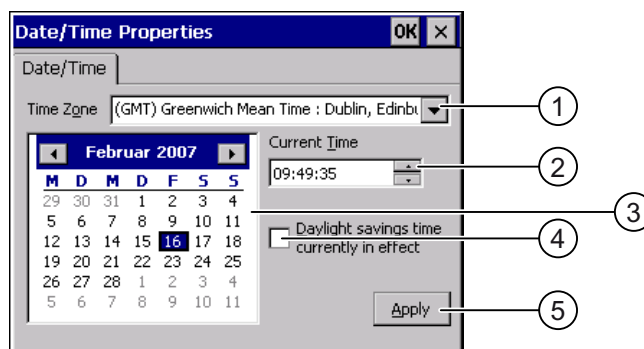 Date/Time Properties OK ×
Date/Time
Time Zone (GMT) Greenwich Mean Time : Dublin, Edinbu
1
Februar 2007
Current Time
09:49:35
2
M D M D F S S
29 30 31 1 2 3 4
5 6 7 8 9 10 11
12 13 14 15 16 17 18
19 20 21 22 23 24 25
26 27 28 1 2 3 4
5 6 7 8 9 10 11
3
Daylight savings time
currently in effect
4
Apply
5